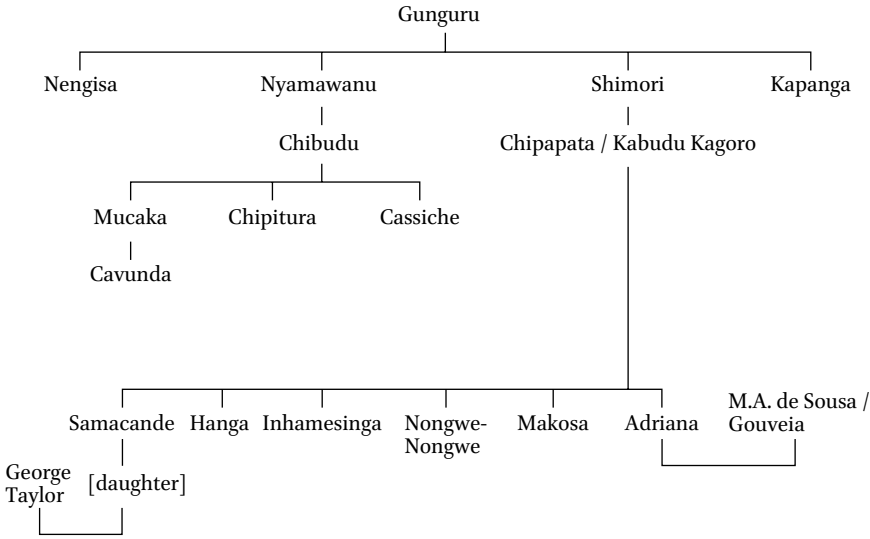 Gunguru
Nengisa Nyamawanu Shimori Kapanga
Chibudu Chipapata / Kabudu Kagoro
Mucaka Chipitura Cassiche
Cavunda
M.A. de Sousa /
Gouveia
Samacande Hanga Inhamesinga Nongwe-
Nongwe
Makosa Adriana
George
Taylor
[daughter]